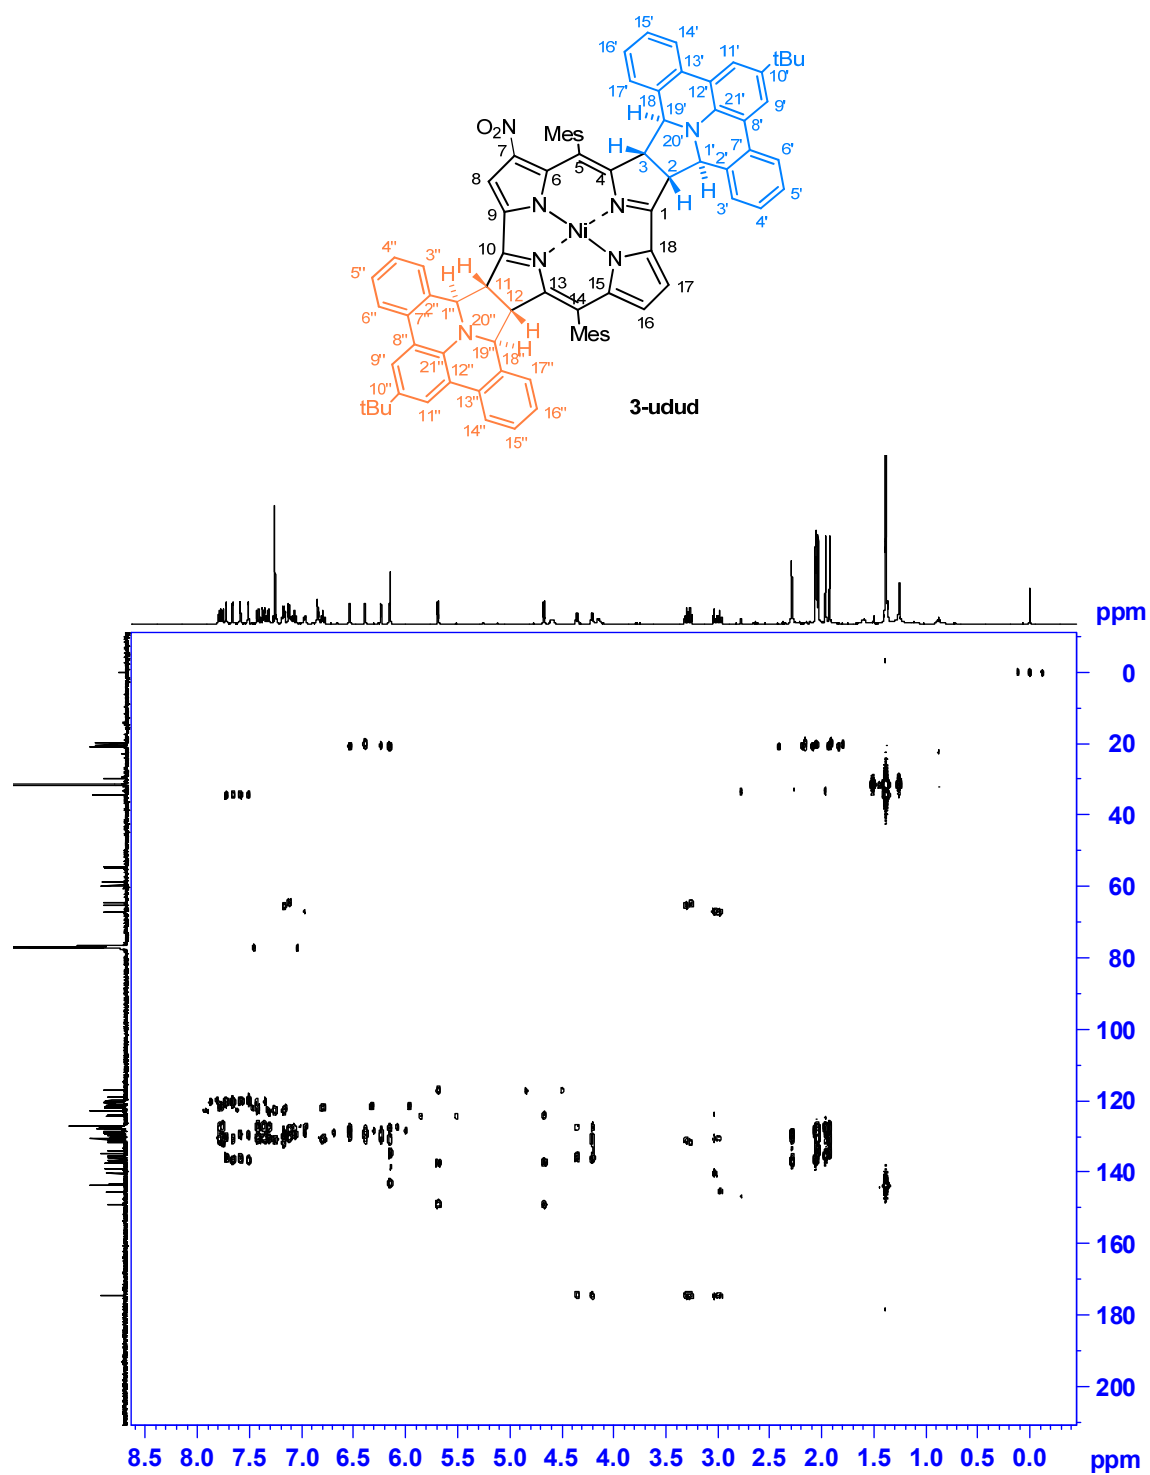 15' 14'
16' 11' tBu
13' 10'
17' 12' 21' 9'
O2N Mes H 18 19' N 8'
7 H 20' 1' 7' 6'
8 6 5 4 3 2 2' 5'
N N H H 3' 4'
9 Ni 1
10 N N 18
4'' 3'' H 13 15 17
5'' H 11 14 16
2'' 12
6'' 7'' 1'' 20'' H Mes
8'' N H
9'' 21'' 19'' 18'' 17''
10'' 12''
tBu 11'' 13'' 16''
14'' 15''
3-udud
ppm
0
20
40
60
80
100
120
140
160
180
200
8.5 8.0 7.5 7.0 6.5 6.0 5.5 5.0 4.5 4.0 3.5 3.0 2.5 2.0 1.5 1.0 0.5 0.0 ppm